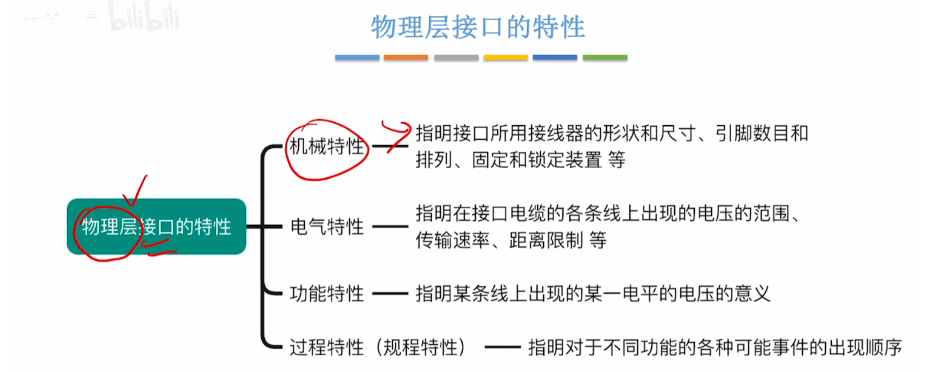 bilibili
物理层接口的特性
机械特性
指明接口所用接线器的形状和尺寸、引脚数目和
排列、固定和锁定装置 等
物理层接口的特性
电气特性
指明在接口电缆的各条线上出现的电压的范围、
传输速率、距离限制 等
功能特性
指明某条线上出现的某一电平的电压的意义
过程特性（规程特性）
指明对于不同功能的各种可能事件的出现顺序